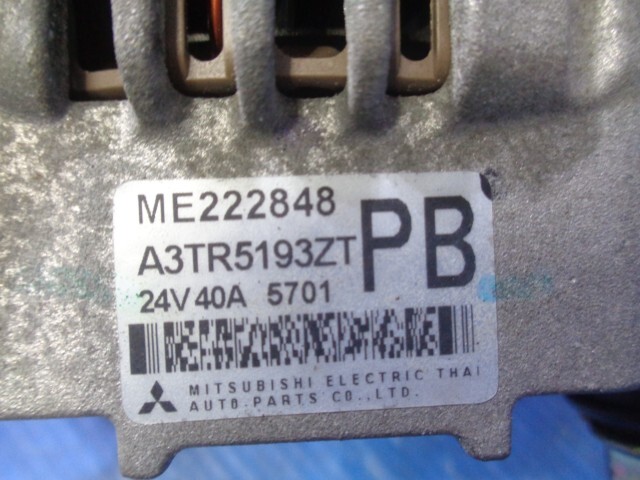 ME222848
A3TR5193ZT PB
24V 40A 5701
MITSUBISHI ELECTRIC THAI
AUTO.PARTS CO.,LTD.